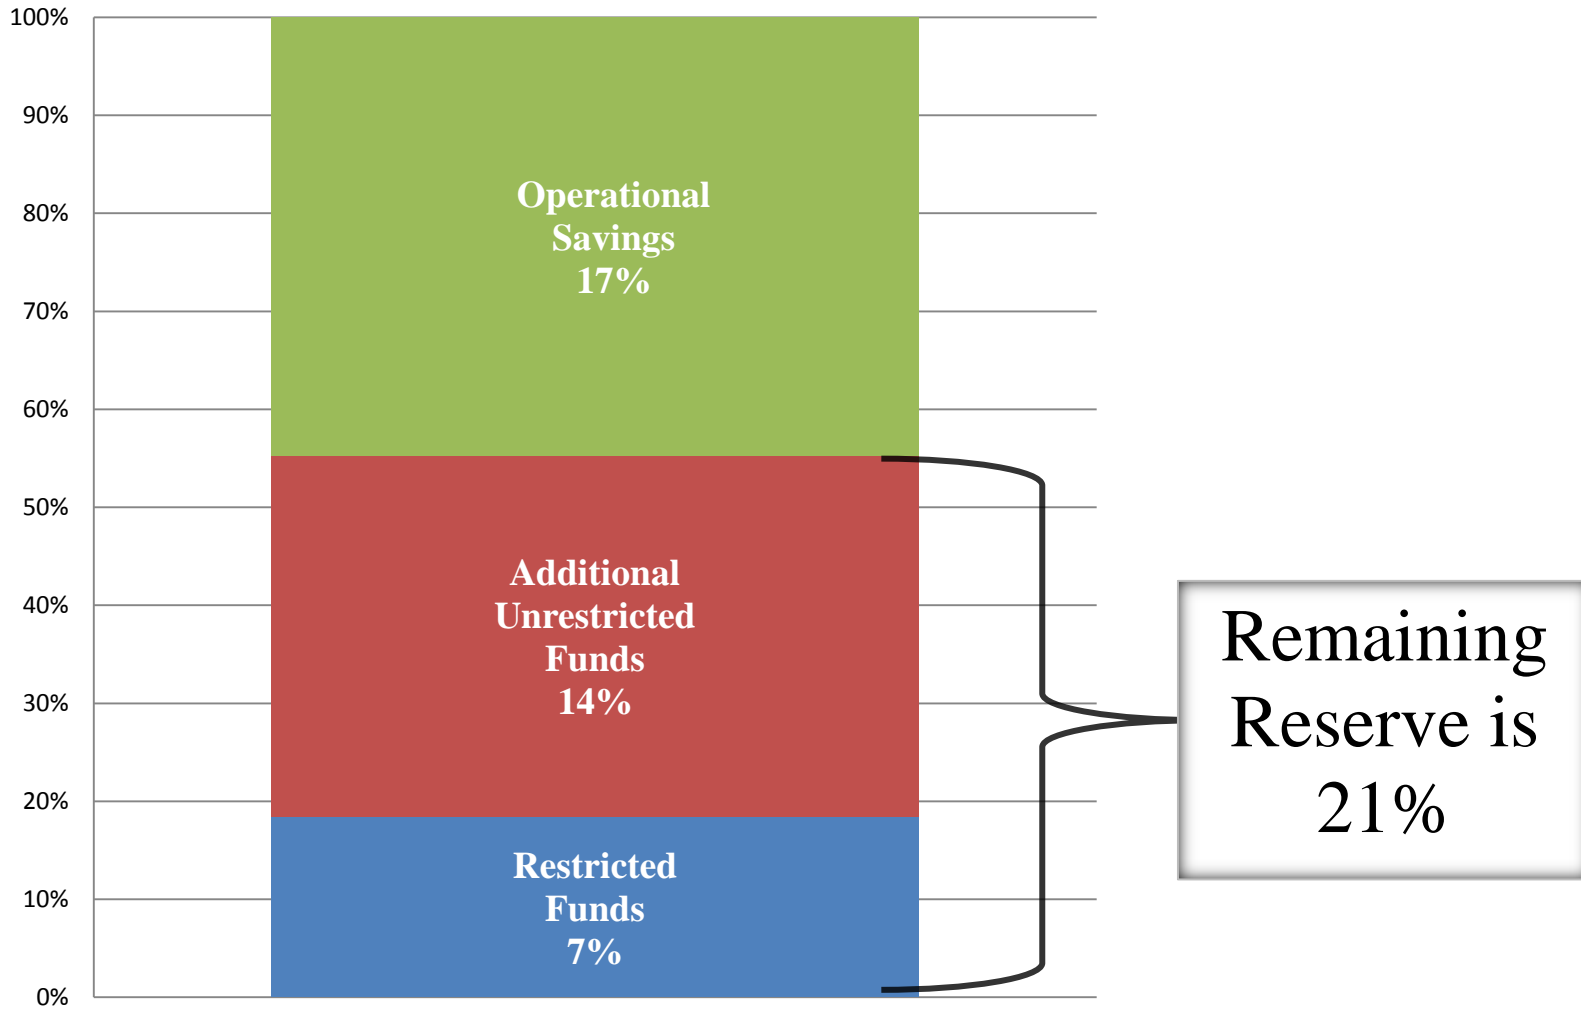 100%
90%
80%
70%
60%
50%
40%
30%
20%
10%
0%
Operational
Savings
17%
Additional
Unrestricted
Funds
14%
Restricted
Funds
7%
Remaining
Reserve is
21%